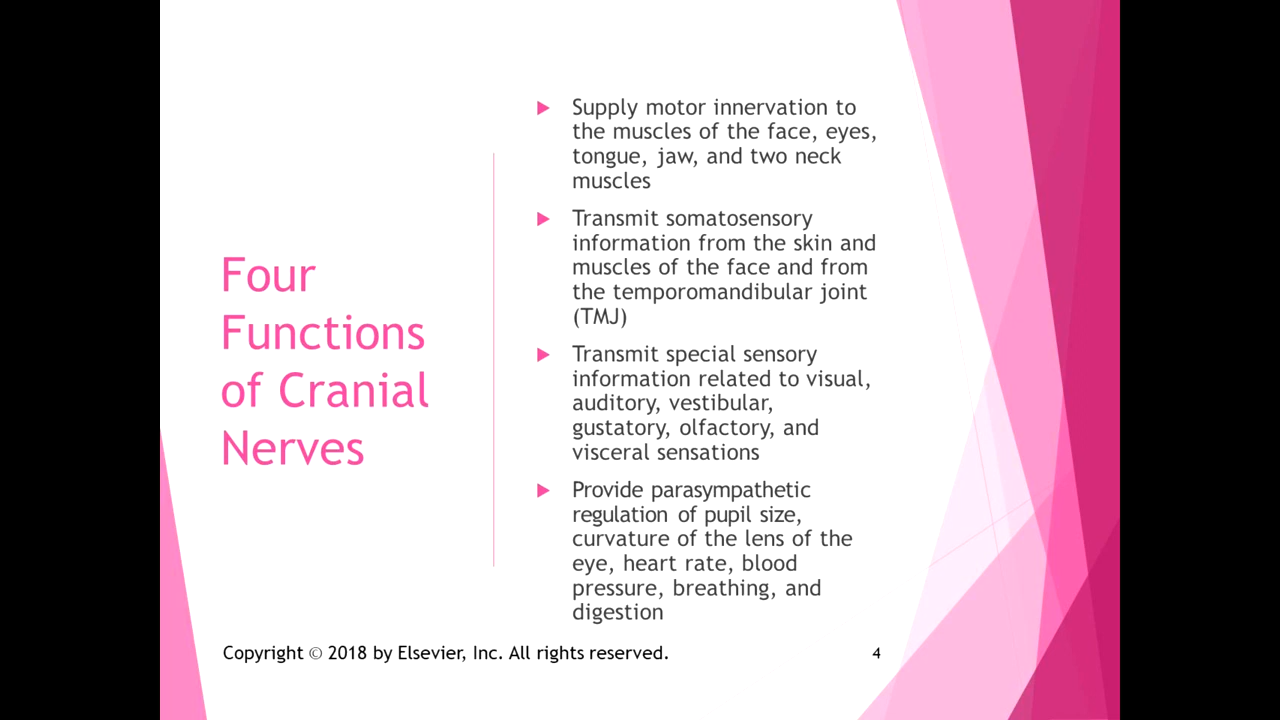 Four
Functions
of Cranial
Nerves
Supply motor innervation to
the muscles of the face, eyes,
tongue, jaw, and two neck
muscles
Transmit somatosensory
information from the skin and
muscles of the face and from
the temporomandibular joint
(TMJ)
Transmit special sensory
information related to visual,
auditory, vestibular,
gustatory, olfactory, and
visceral sensations
Provide parasympathetic
regulation of pupil size,
curvature of the lens of the
eye, heart rate, blood
pressure, breathing, and
digestion
Copyright © 2018 by Elsevier, Inc. All rights reserved.
4